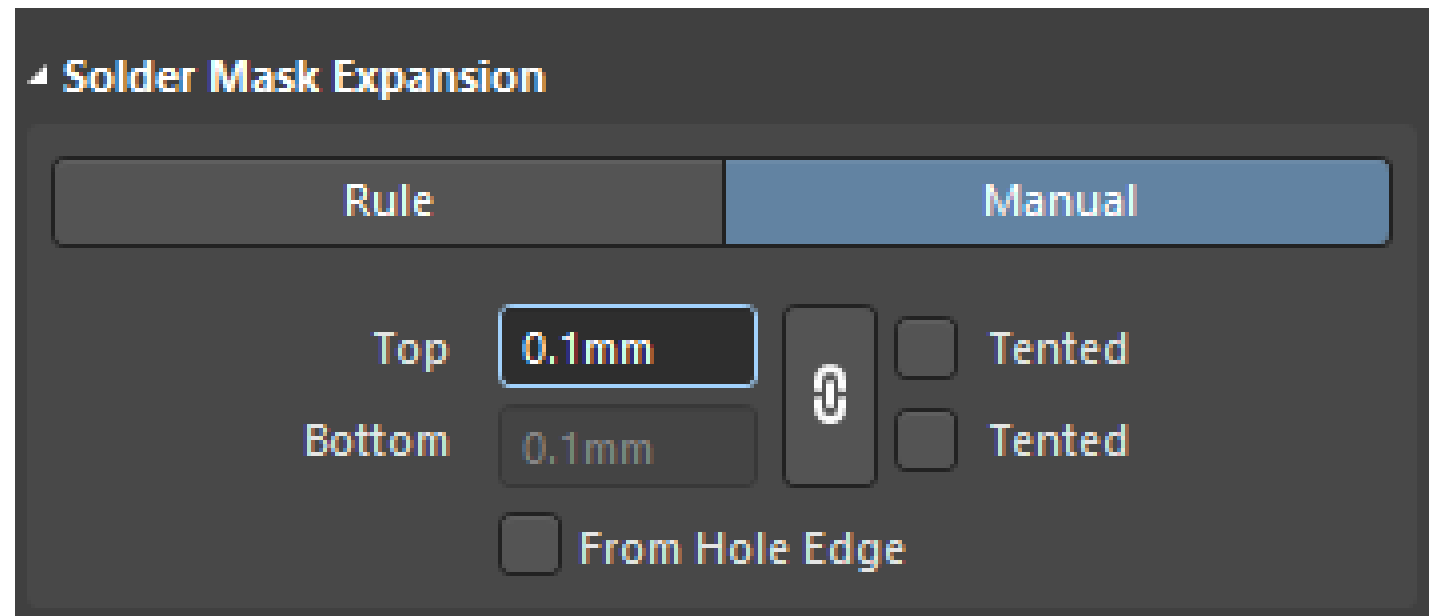 Solder Mask Expansion
Rule Manual
Top 0.1mm Tented
Bottom 0.1mm Tented
From Hole Edge